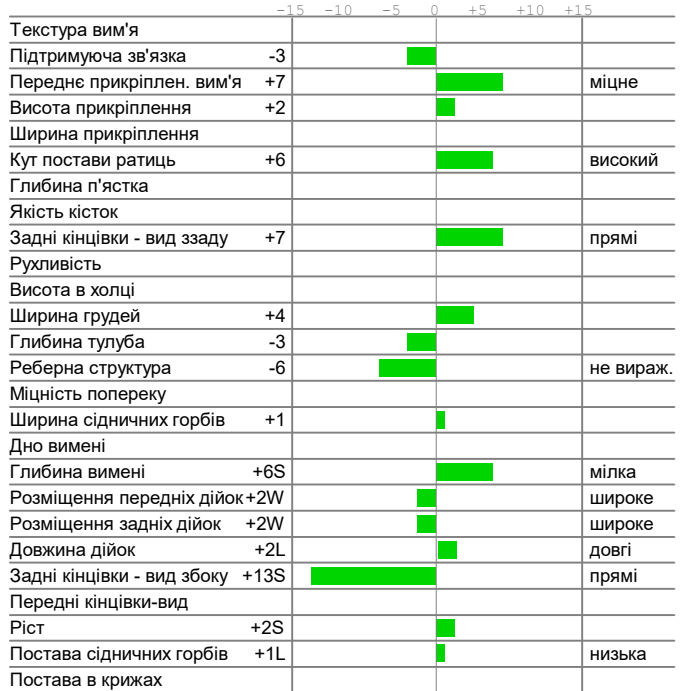 -15 -10 -5 0 +5 +10 +15
Текстура вим'я
Підтримуюча зв'язка -3
Переднє прикріплен. вим'я +7 міцне
Висота прикріплення +2
Ширина прикріплення
Кут постави ратиць +6 високий
Глибина п'ястка
Якість кісток
Задні кінцівки - вид ззаду +7 прямі
Рухливість
Висота в холці
Ширина грудей +4
Глибина тулуба -3
Реберна структура -6 не вираж.
Міцність попереку
Ширина сідничних горбів +1
Дно вимені
Глибина вимені +6S мілка
Розміщення передніх дійок +2W широке
Розміщення задніх дійок +2W широке
Довжина дійок +2L довгі
Задні кінцівки - вид збоку +13S прямі
Передні кінцівки-вид
Ріст +2S
Постава сідничних горбів +1L низька
Постава в крижах